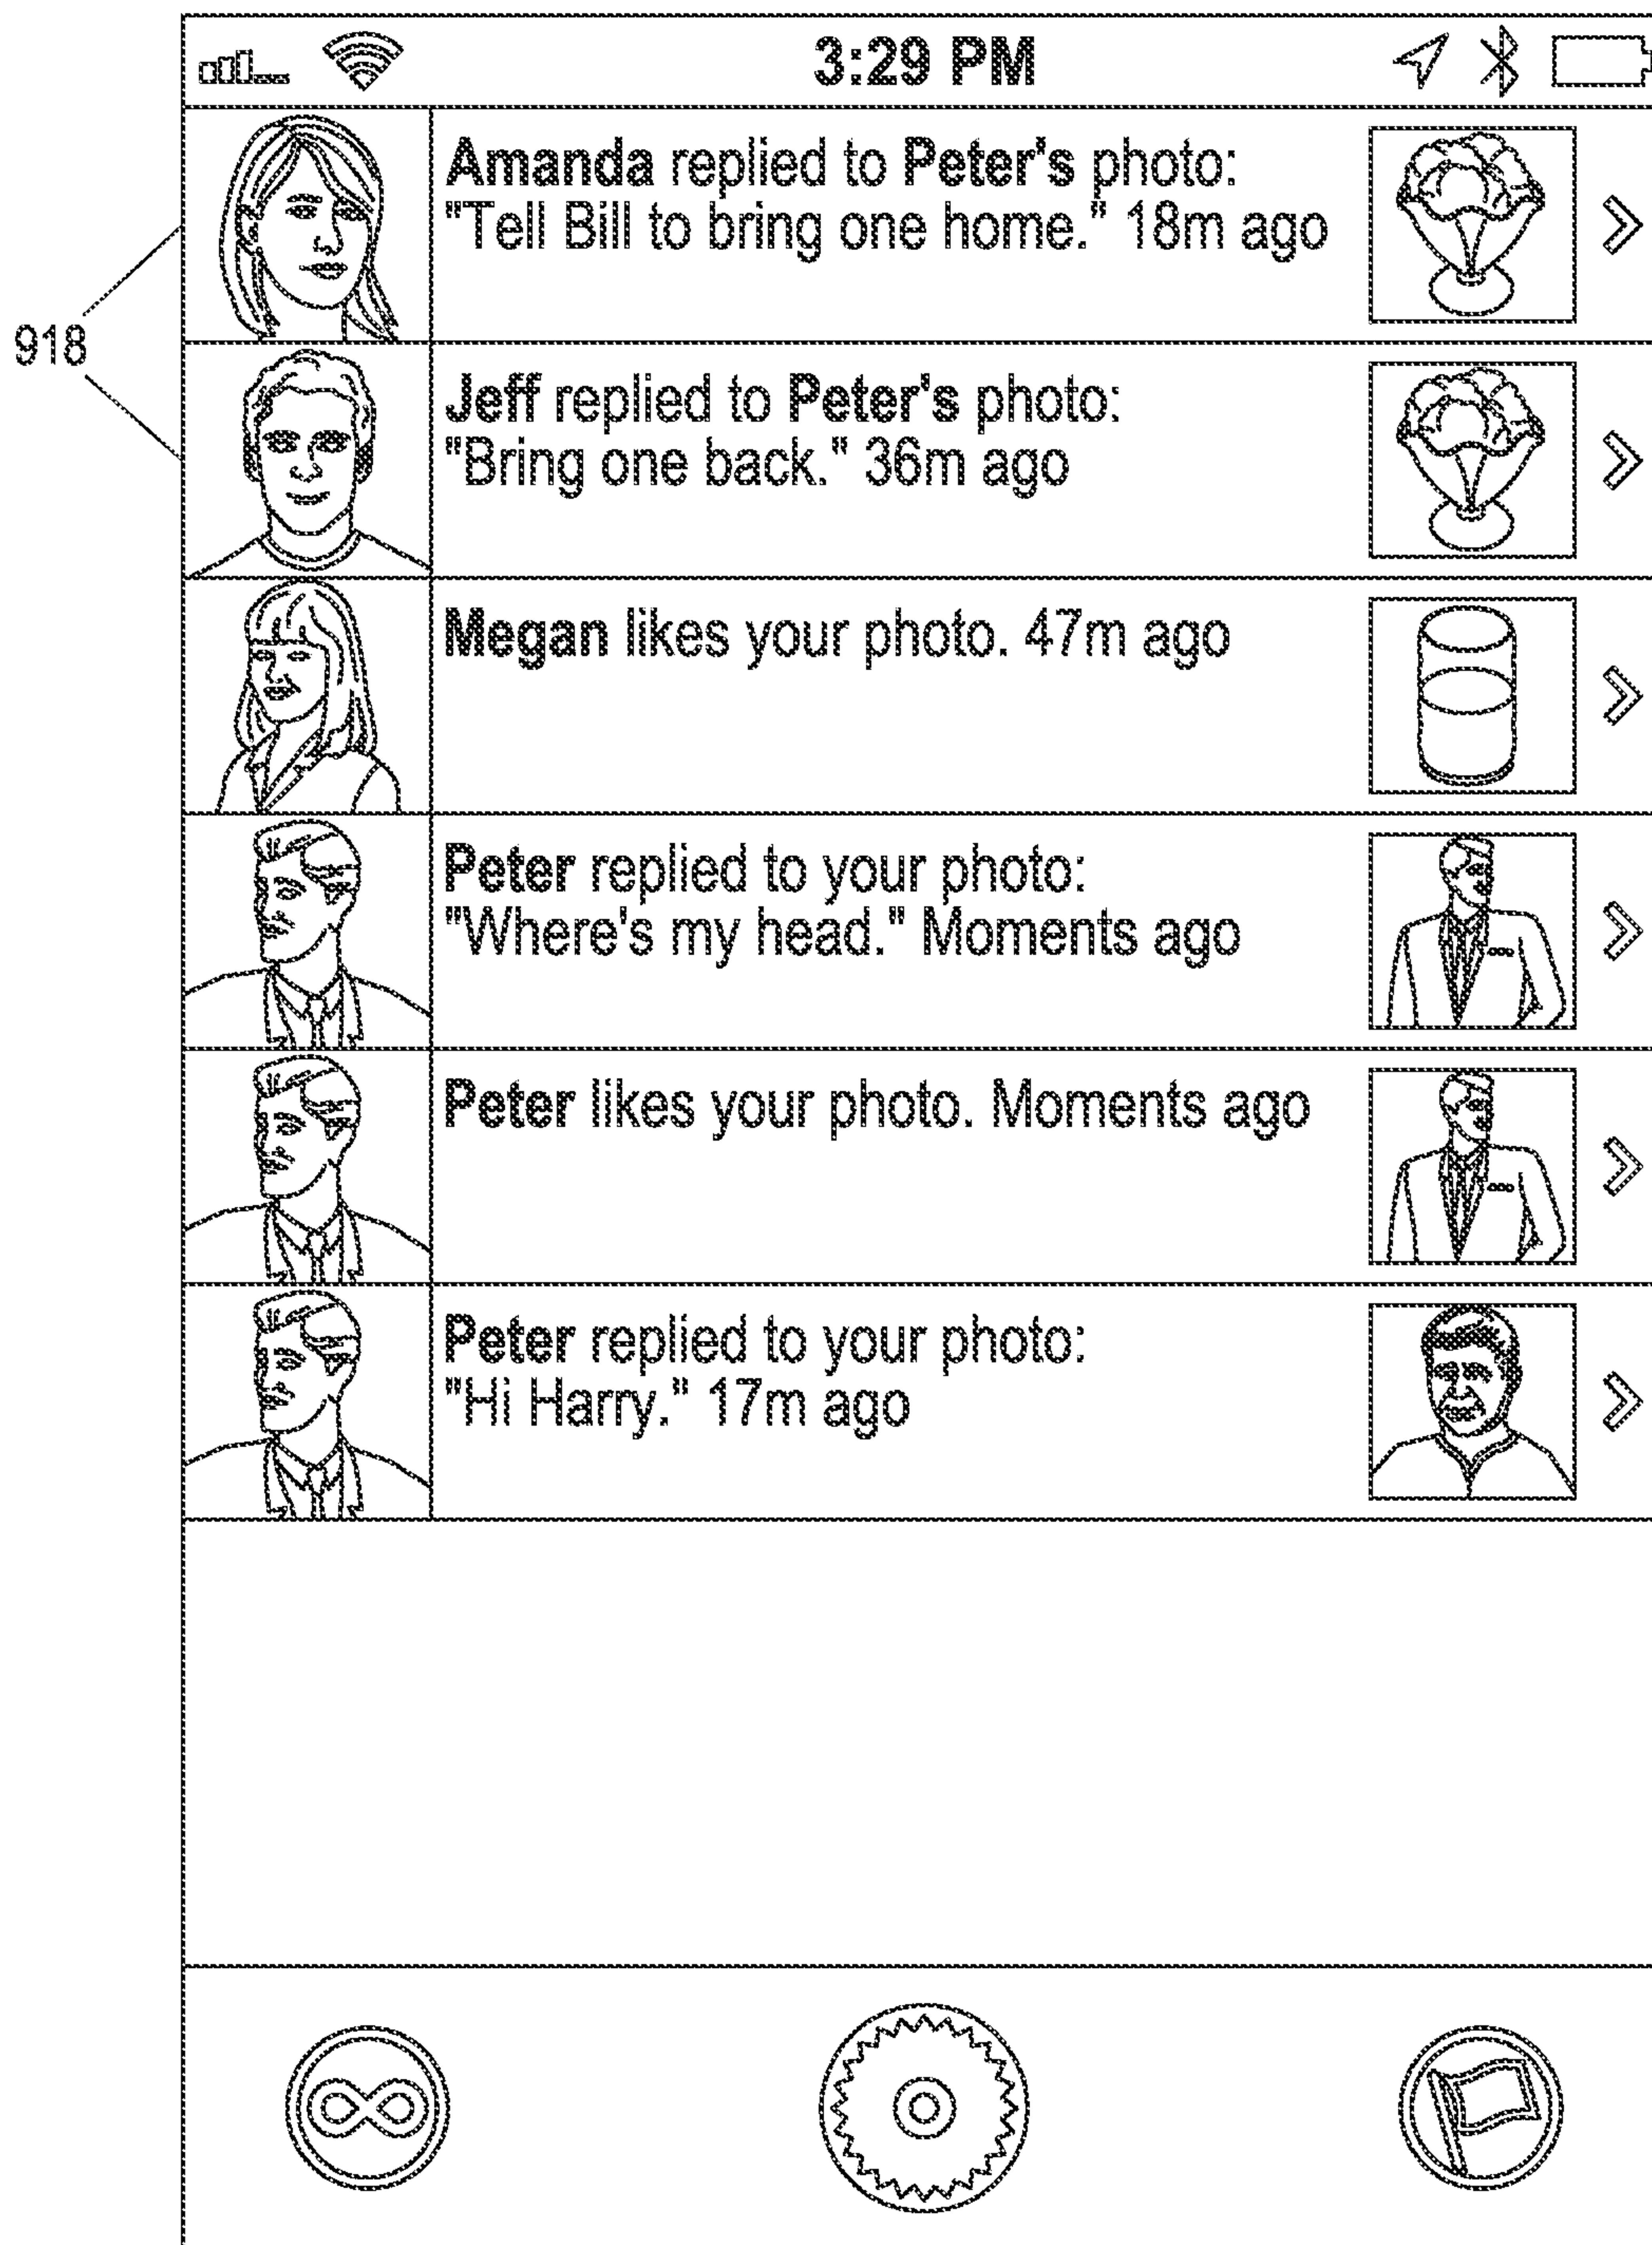 3:29 PM
Amanda replied to Peter's photo:
"Tell Bill to bring one home." 18m ago
918
Jeff replied to Peter's photo:
"Bring one back." 36m ago
Megan likes your photo. 47m ago
Peter replied to your photo:
"Where's my head." Moments ago
Peter likes your photo. Moments ago
Peter replied to your photo:
"Hi Harry." 17m ago